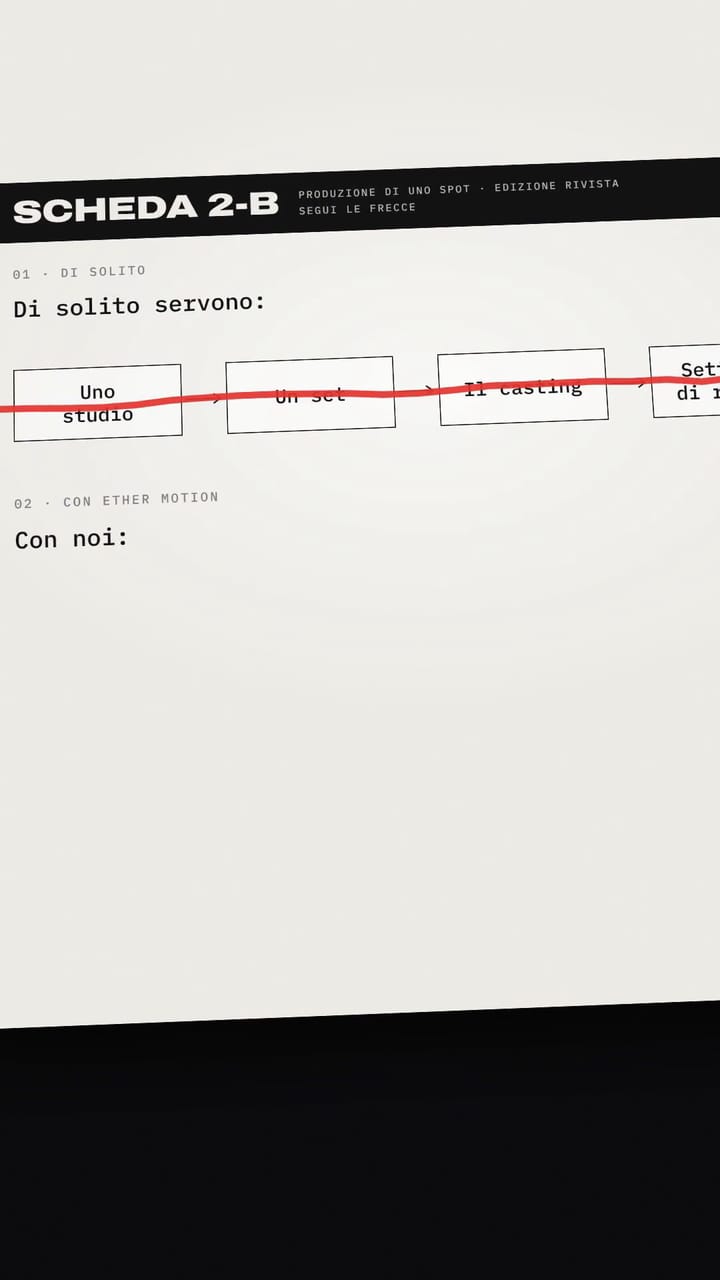 SCHEDA 2-B
PRODUZIONE DI UNO SPOT · EDIZIONE RIVISTA
SEGUI LE FRECCE
01 · DI SOLITO
Di solito servono:
Uno
studio
Un set
Il casting
di
02 · CON ETHER MOTION
Con noi: